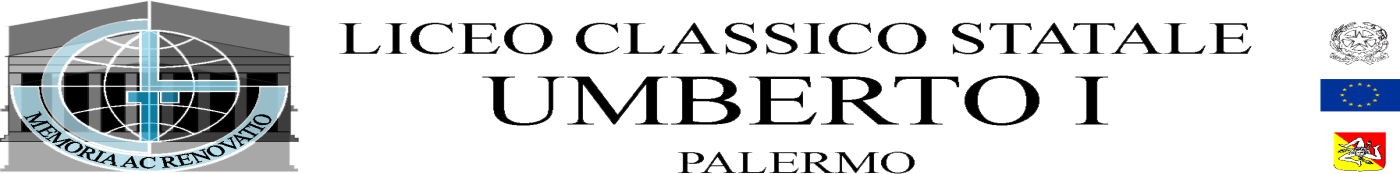 MEMORIA AC RENOVATIO
LICEO CLASSICO STATALE
UMBERTO I
PALERMO